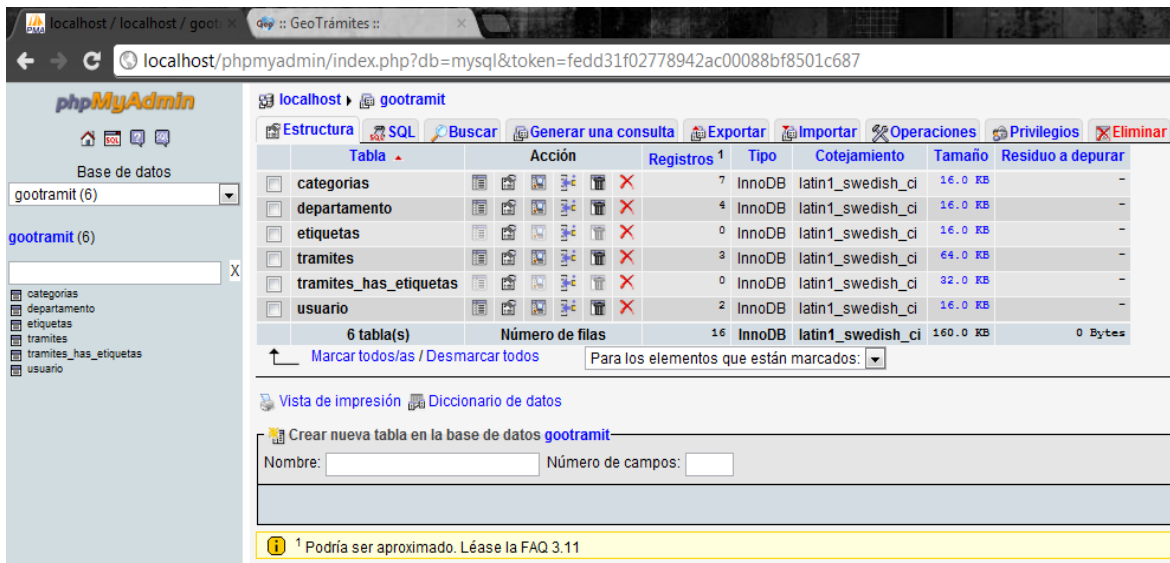 localhost / localhost / goot
GeoTrámites ::
localhost/phpmyadmin/index.php?db=mysql&token=fedd31f02778942ac00088bf8501c687
phpMyAdmin
Base de datos
gootramit (6)
gootramit (6)
X
categorias
departamento
etiquetas
tramites
tramites_has_etiquetas
usuario
localhost ▸ gootramit
Estructura SQL Buscar Generar una consulta Exportar Importar Operaciones Privilegios Eliminar
Tabla Acción Registros 1 Tipo Cotejamiento Tamaño Residuo a depurar
categorias 7 InnoDB latin1_swedish_ci 16.0 KB -
departamento 4 InnoDB latin1_swedish_ci 16.0 KB -
etiquetas 0 InnoDB latin1_swedish_ci 16.0 KB -
tramites 3 InnoDB latin1_swedish_ci 64.0 KB -
tramites_has_etiquetas 0 InnoDB latin1_swedish_ci 32.0 KB -
usuario 2 InnoDB latin1_swedish_ci 16.0 KB -
6 tabla(s) Número de filas 16 InnoDB latin1_swedish_ci 160.0 KB 0 Bytes
Marcar todos/as / Desmarcar todos Para los elementos que están marcados:
Vista de impresión Diccionario de datos
Crear nueva tabla en la base de datos gootramit
Nombre: Número de campos:
1 Podría ser aproximado. Léase la FAQ 3.11